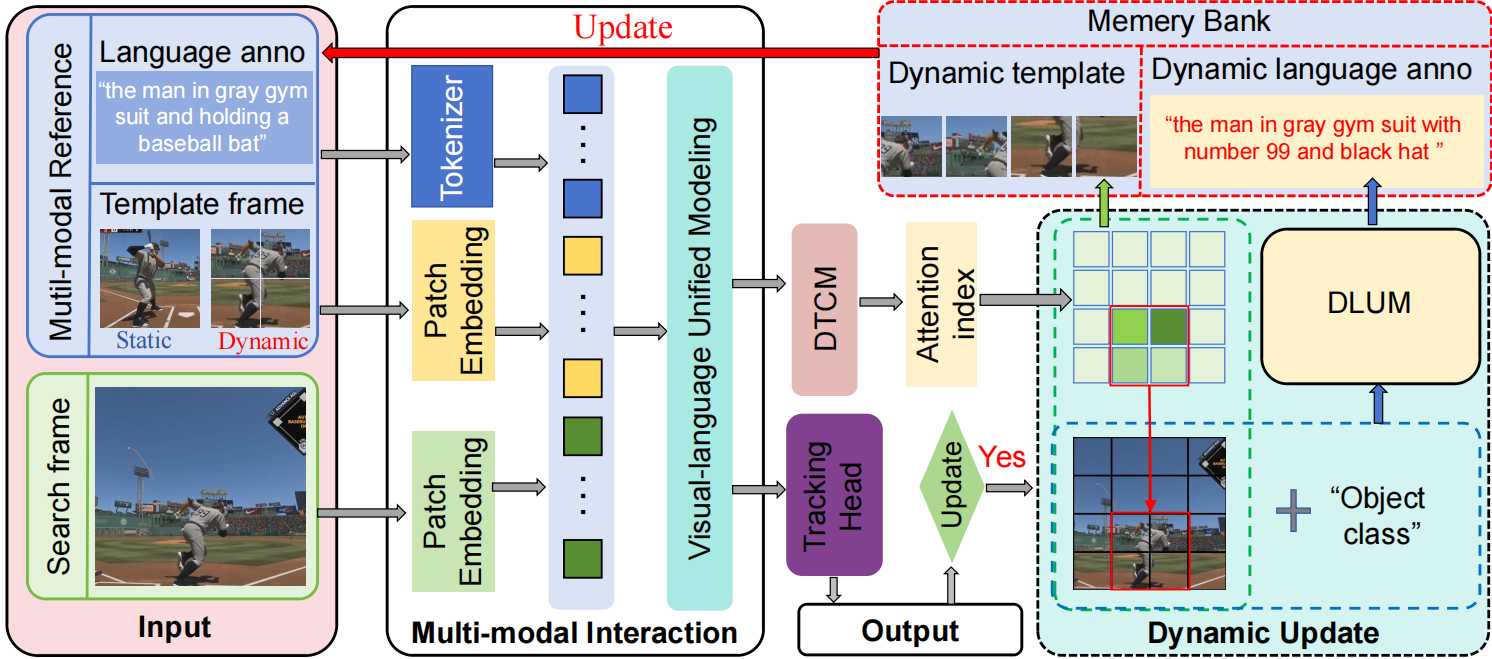 Mutil-modal Reference
Language anno
“the man in gray gym
suit and holding a
baseball bat”
Template frame
Static
Dynamic
Search frame
Input
Update
Tokenizer
Patch
Embedding
Patch
Embedding
Visual-language Unified Modeling
Multi-modal Interaction
DTCM
Attention
index
Tracking
Head
Update
Yes
Output
Memery Bank
Dynamic template
Dynamic language anno
“the man in gray gym suit with
number 99 and black hat ”
DLUM
“Object
class”
Dynamic Update